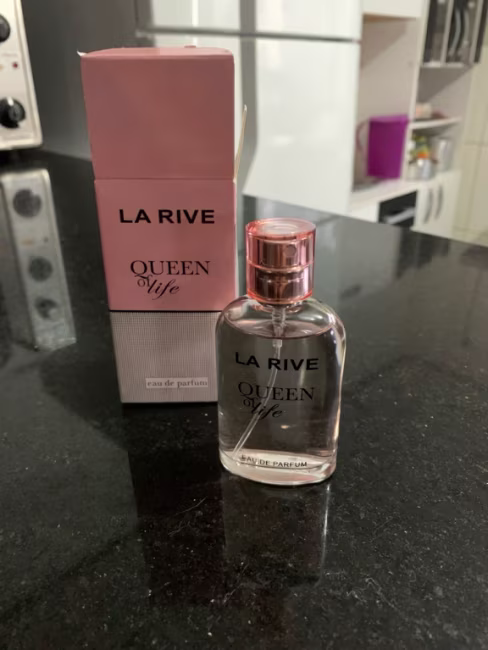 LA RIVE
QUEEN
of life
eau de parfum
LA RIVE
QUEEN
of life
EAU DE PARFUM